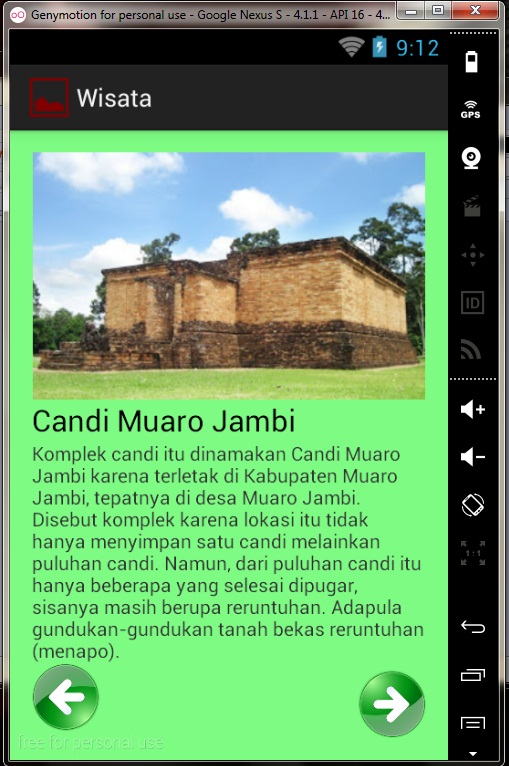 Genymotion for personal use - Google Nexus S - 4.1.1 - API 16 - 4...
9:12
Wisata
GPS
ID
1:1
Candi Muaro Jambi
Komplek candi itu dinamakan Candi Muaro
Jambi karena terletak di Kabupaten Muaro
Jambi, tepatnya di desa Muaro Jambi.
Disebut komplek karena lokasi itu tidak
hanya menyimpan satu candi melainkan
puluhan candi. Namun, dari puluhan candi itu
hanya beberapa yang selesai dipugar,
sisanya masih berupa reruntuhan. Adapula
gundukan-gundukan tanah bekas reruntuhan
(menapo).
free for personal use